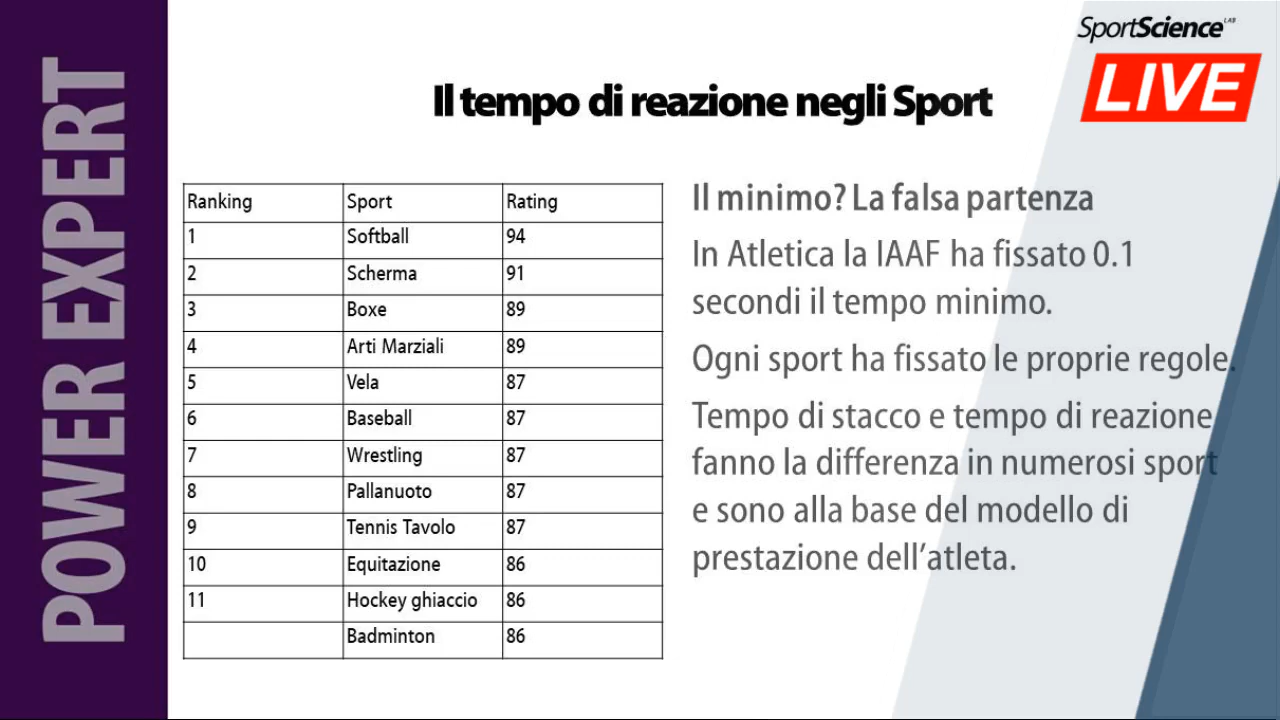 POWER EXPERT
SportScience LAB
LIVE
Il tempo di reazione negli Sport
Ranking Sport Rating
1 Softball 94
2 Scherma 91
3 Boxe 89
4 Arti Marziali 89
5 Vela 87
6 Baseball 87
7 Wrestling 87
8 Pallanuoto 87
9 Tennis Tavolo 87
10 Equitazione 86
11 Hockey ghiaccio 86
Badminton 86
Il minimo? La falsa partenza
In Atletica la IAAF ha fissato 0.1
secondi il tempo minimo.
Ogni sport ha fissato le proprie regole.
Tempo di stacco e tempo di reazione
fanno la differenza in numerosi sport
e sono alla base del modello di
prestazione dell’atleta.